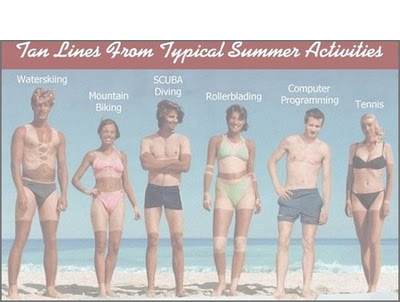 Tan Lines From Typical Summer Activities
Waterskiing
Mountain
Biking
SCUBA
Diving
Rollerblading
Computer
Programming
Tennis